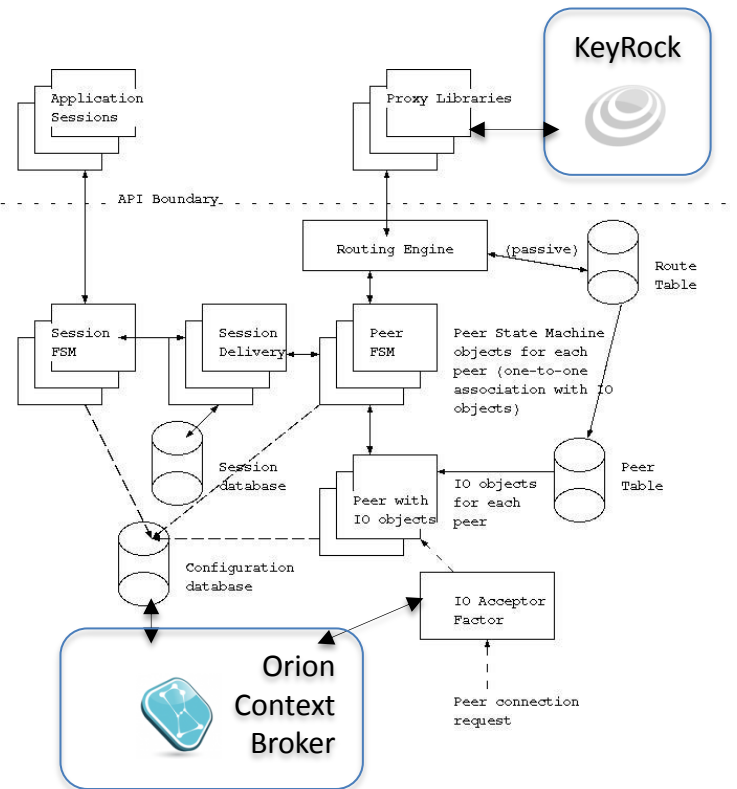 KeyRock
Application
Sessions
Proxy Libraries
API Boundary
Routing Engine
(passive)
Route
Table
Session
FSM
Session
Delivery
Peer
FSM
Peer State Machine
objects for each
peer (one-to-one
association with IO
objects)
Session
database
Peer with
IO objects
IO objects
for each
peer
Peer
Table
Configuration
database
IO Acceptor
Factor
Orion
Context
Broker
Peer connection
request